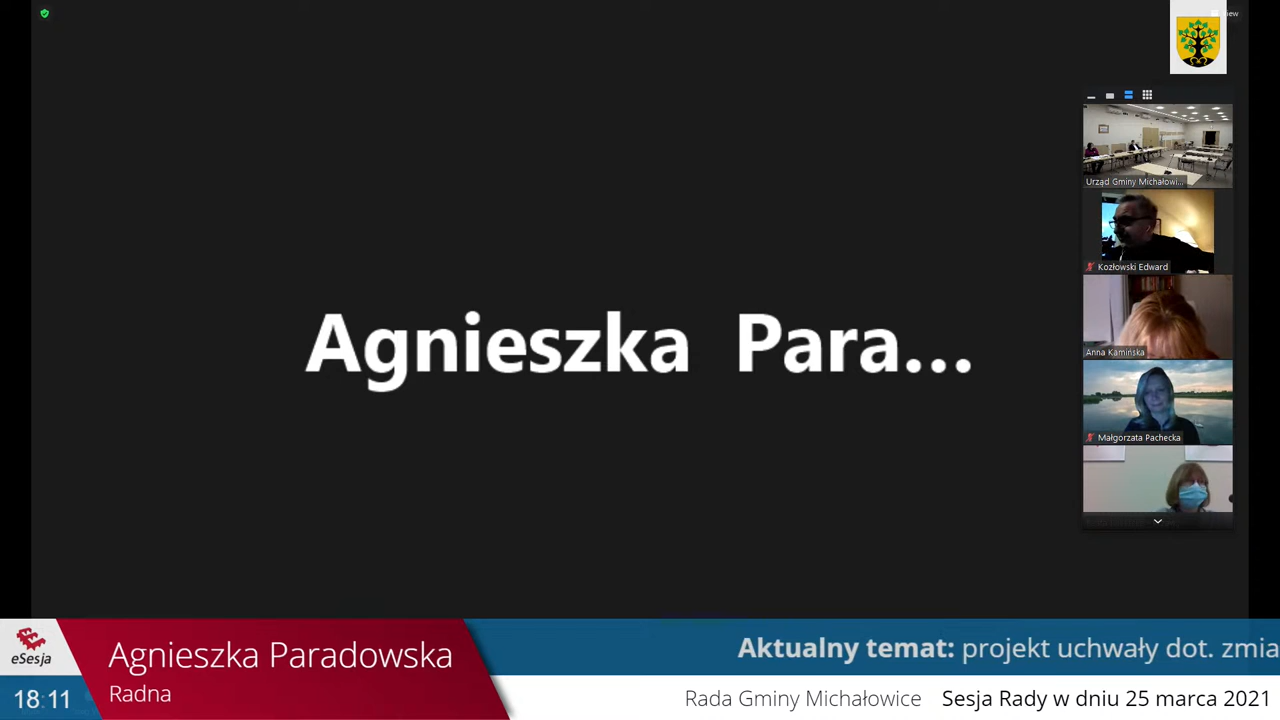 View
Urząd Gminy Michałowi...
Kozłowski Edward
Anna Kamińska
Małgorzata Pachecka
Agnieszka Para...
eSesja
Agnieszka Paradowska
Radna
18:11
Aktualny temat: projekt uchwały dot. zmia
Rada Gminy Michałowice Sesja Rady w dniu 25 marca 2021